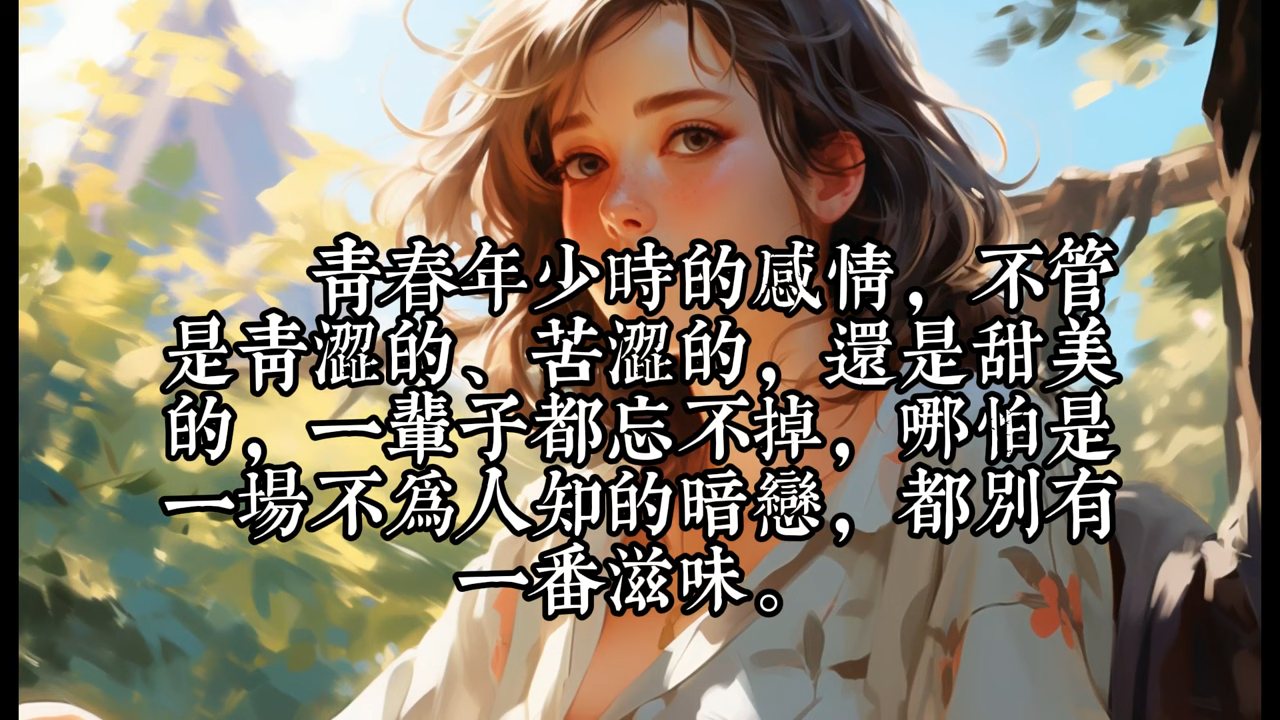 青春年少時的感情，不管
是青澀的、苦澀的，還是甜美
的，一輩子都忘不掉，哪怕是
一場不為人知的暗戀，都別有
一番滋味。